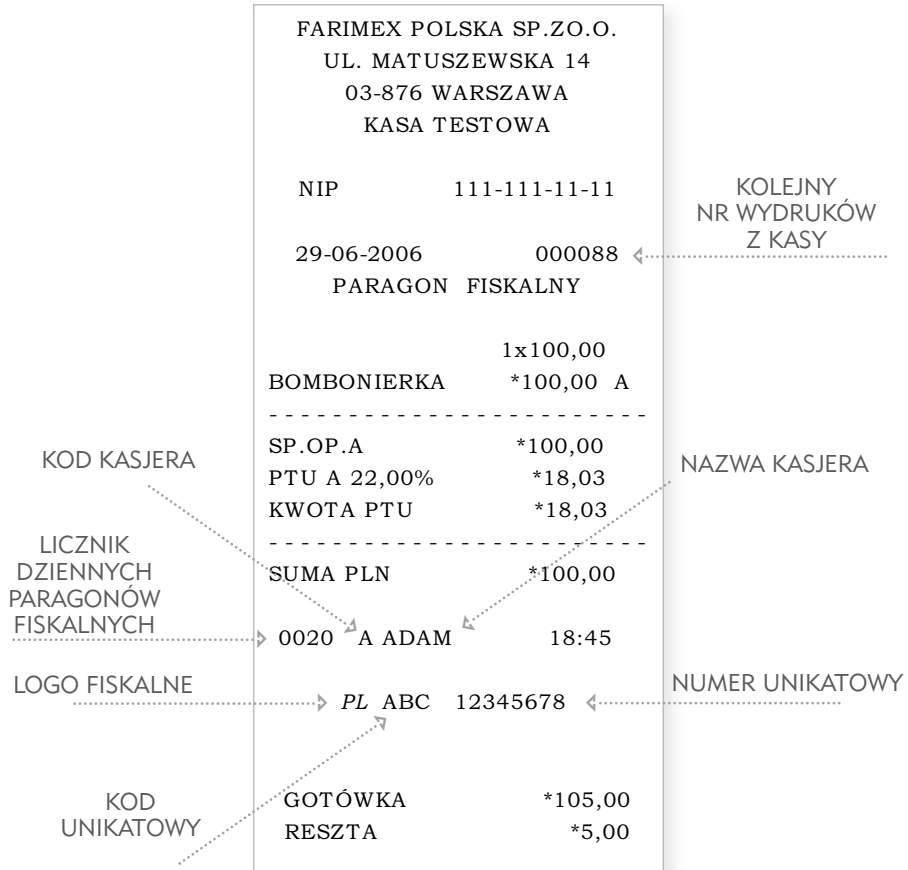 FARIMEX POLSKA SP.ZO.O.
UL. MATUSZEWSKA 14
03-876 WARSZAWA
KASA TESTOWA
NIP 111-111-11-11
KOLEJNY
NR WYDRUKÓW
Z KASY
29-06-2006 000088
PARAGON FISKALNY
1x100,00
BOMBONIERKA *100,00 A
- - - - - - - - - - - - - - - - - - - - - - - -
KOD KASJERA
SP.OP.A *100,00
NAZWA KASJERA
PTU A 22,00% *18,03
KWOTA PTU *18,03
- - - - - - - - - - - - - - - - - - - - - - - -
LICZNIK
DZIENNYCH
PARAGONÓW
FISKALNYCH
SUMA PLN *100,00
0020 A ADAM 18:45
LOGO FISKALNE
PL ABC 12345678
NUMER UNIKATOWY
KOD
UNIKATOWY
GOTÓWKA *105,00
RESZTA *5,00